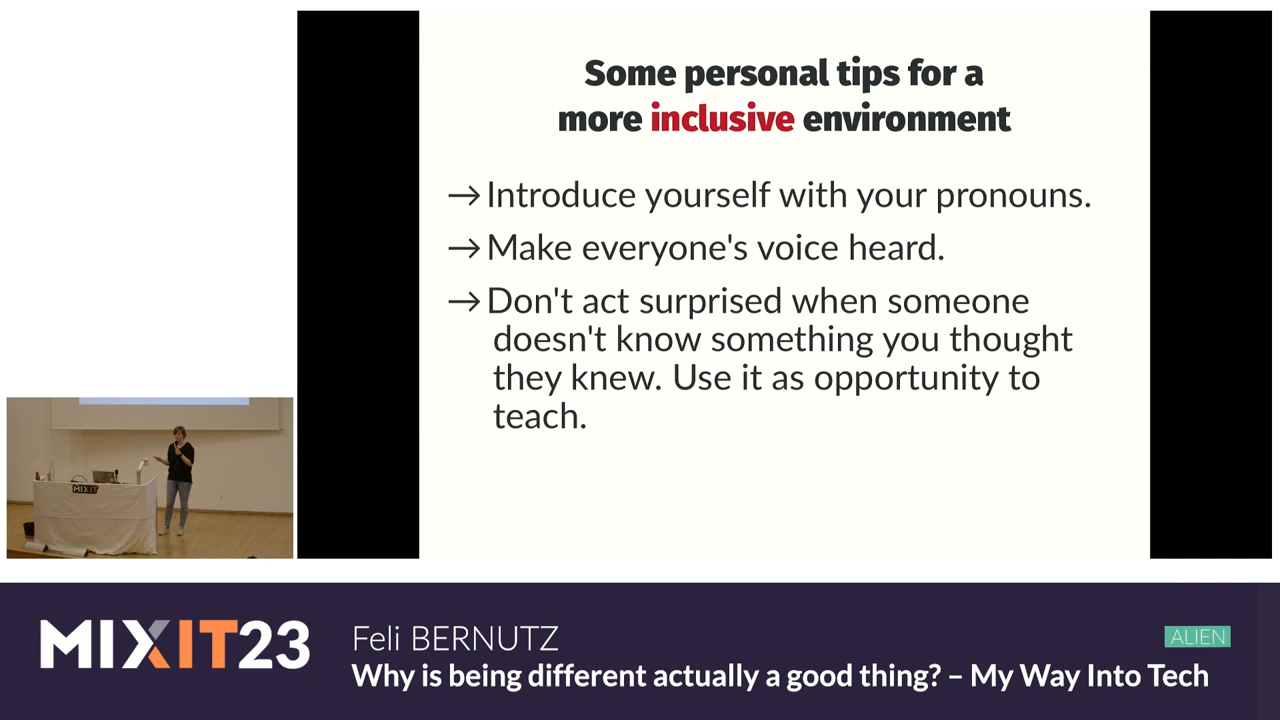 Some personal tips for a
more inclusive environment
→ Introduce yourself with your pronouns.
→ Make everyone's voice heard.
→ Don't act surprised when someone
doesn't know something you thought
they knew. Use it as opportunity to
teach.
MIXIT
MIXIT23
Feli BERNUTZ
ALIEN
Why is being different actually a good thing? – My Way Into Tech